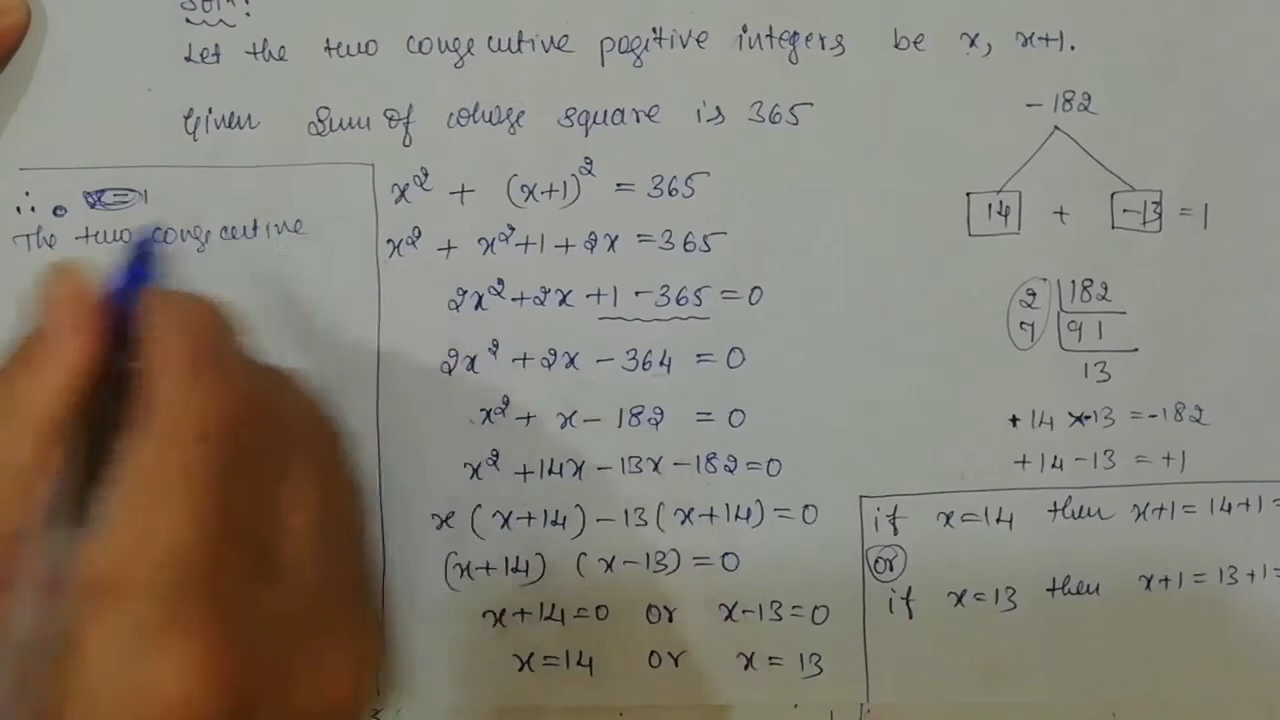 Soln:
Let the two consecutive positive integers be x, x+1.
Given Sum of whose square is 365
x² + (x+1)² = 365
x² + x²+1+2x = 365
2x²+2x +1-365 = 0
2x² + 2x - 364 = 0
x² + x - 182 = 0
x² +14x-13x-182=0
x (x+14) -13(x+14)=0
(x+14) (x-13)=0
x+14=0 or x-13=0
x=14 or x=13
∴
The two consecutive
-182
14 + -13 = 1
2 182
7 91
13
+14 x-13 =-182
+14 -13 = +1
if x=14 then x+1=14+1=
or
if x=13 then x+1=13+1=